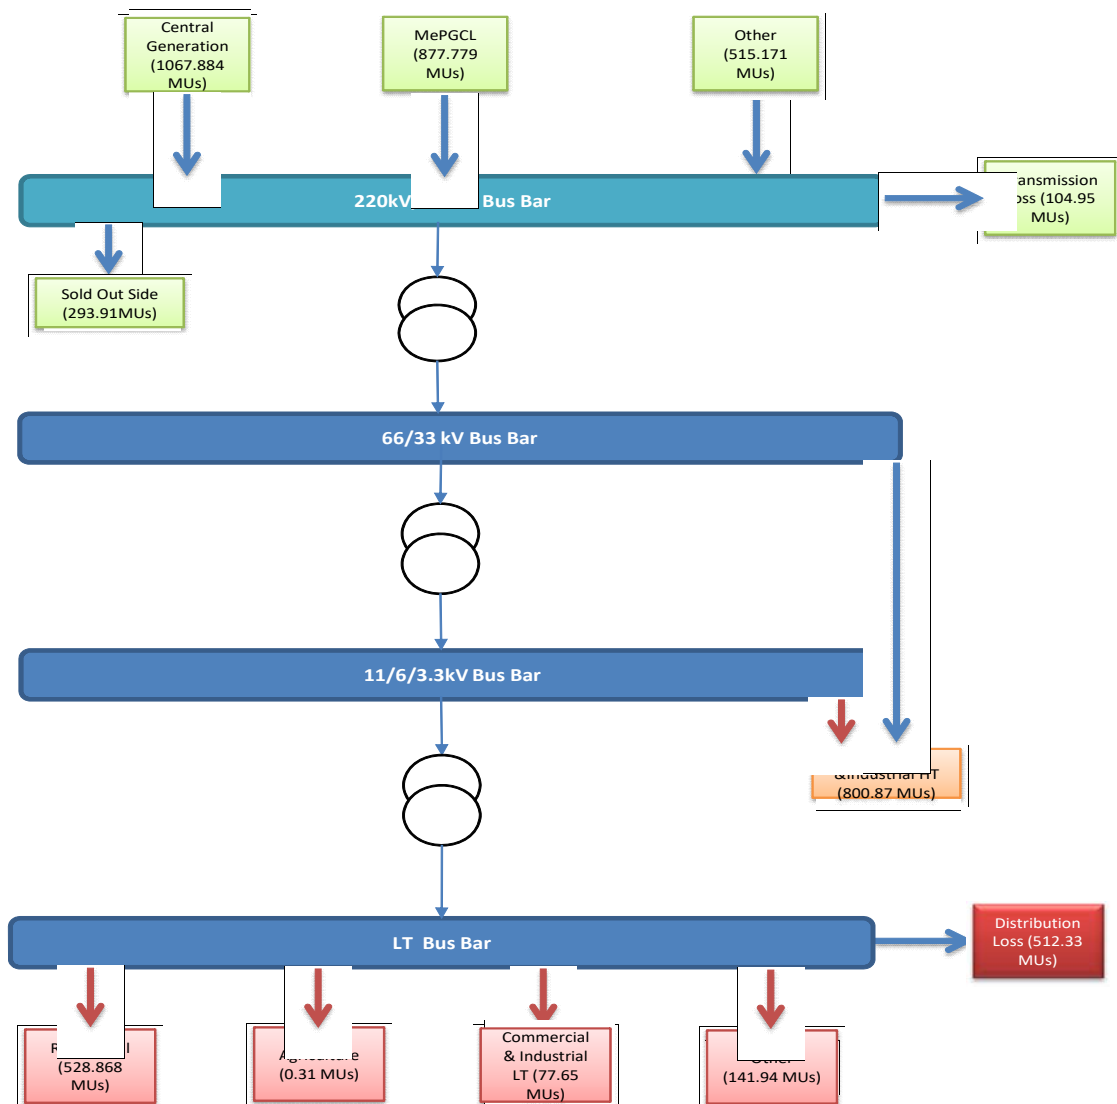 Central
Generation
(1067.884
MUs)
MePGCL
(877.779
MUs)
Other
(515.171
MUs)
220kV Bus Bar
(104.95
MUs)
Sold Out Side
(293.91MUs)
66/33 kV Bus Bar
11/6/3.3kV Bus Bar
(800.87 MUs)
LT Bus Bar
Distribution
Loss (512.33
MUs)
(528.868
MUs)
Agriculture
(0.31 MUs)
Commercial
& Industrial
LT (77.65
MUs)
Other
(141.94 MUs)